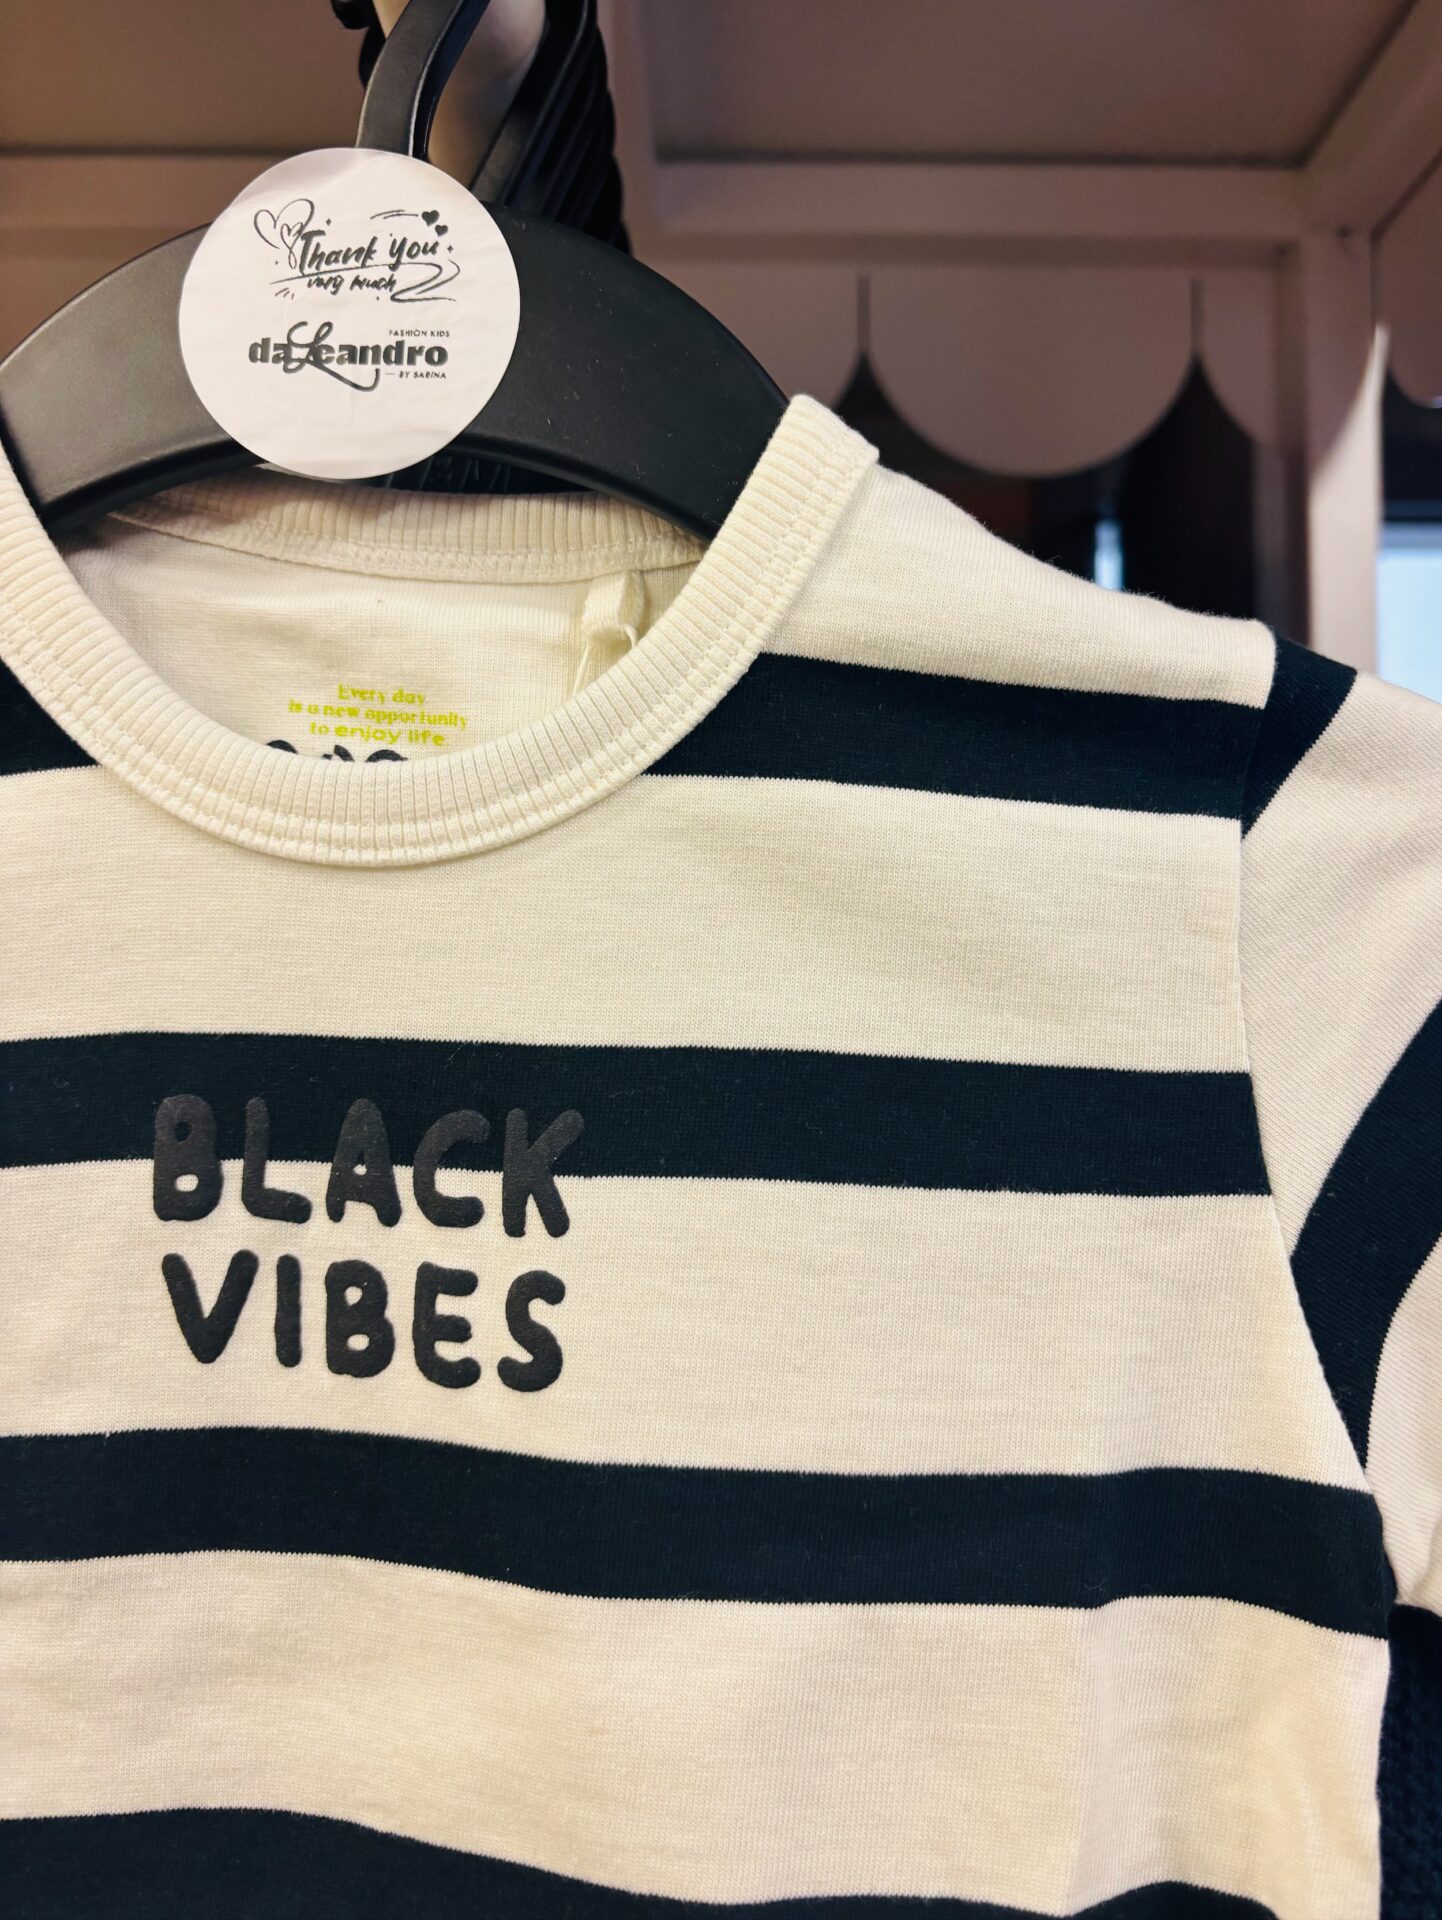 Thank you
very much
FASHION KIDS
daLeandro
BY SARINA
Every day
is a new opportunity
to enjoy life.
BLACK
VIBES